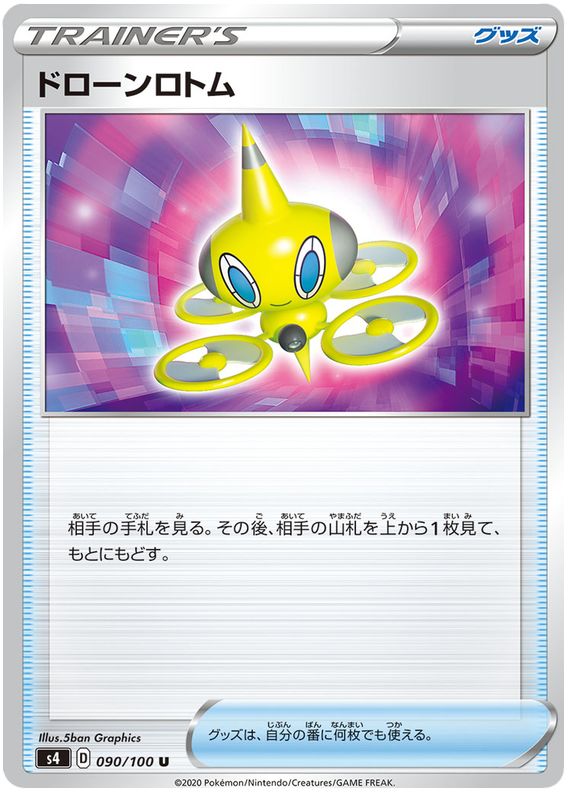 TRAINER'S グッズ
ドローンロトム
相手の手札を見る。その後、相手の山札を上から1枚見て、
もとにもどす。
Illus.5ban Graphics
グッズは、自分の番に何枚でも使える。
s4 D 090/100 U
©2020 Pokémon/Nintendo/Creatures/GAME FREAK.